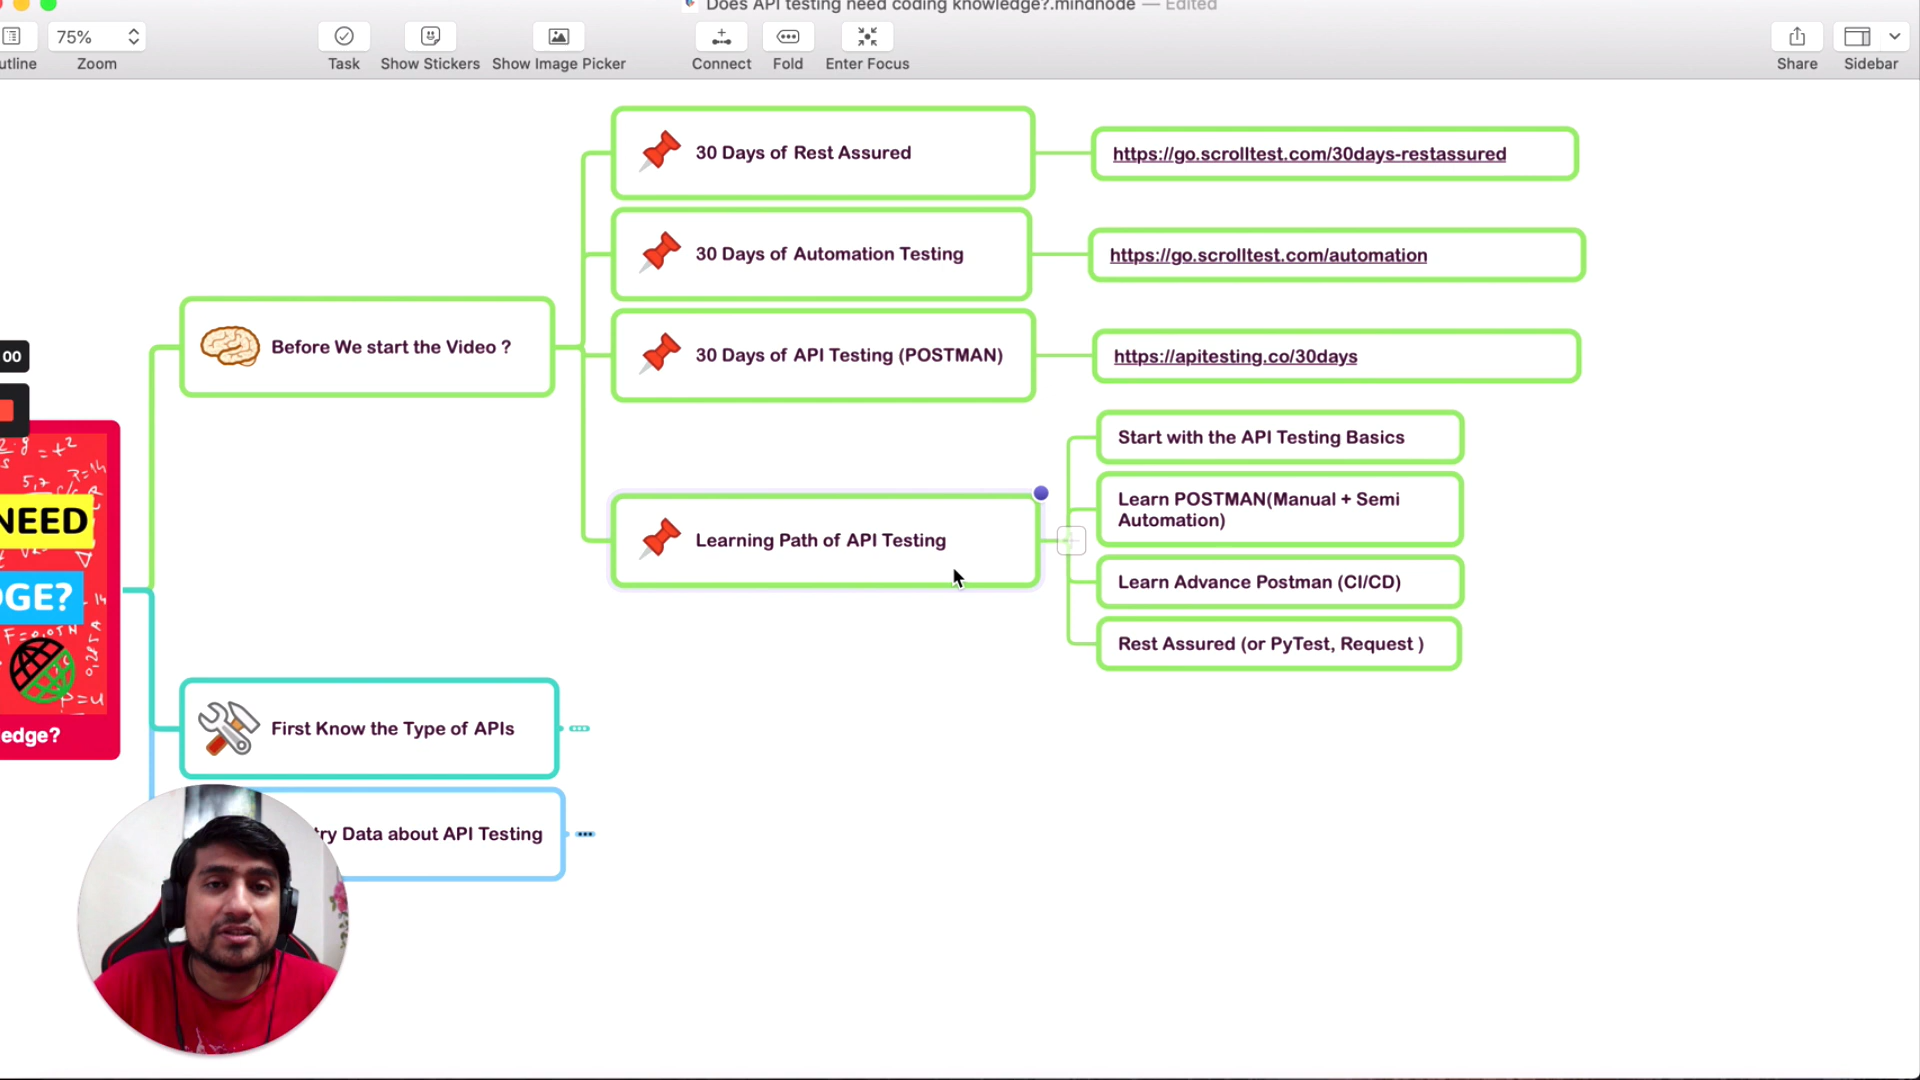 Does API testing need coding knowledge?.mindnode — Edited
75%
Zoom
Task
Show Stickers
Show Image Picker
Connect
Fold
Enter Focus
Share
Sidebar
30 Days of Rest Assured
https://go.scrolltest.com/30days-restassured
30 Days of Automation Testing
https://go.scrolltest.com/automation
Before We start the Video ?
30 Days of API Testing (POSTMAN)
https://apitesting.co/30days
00
Start with the API Testing Basics
Learn POSTMAN(Manual + Semi
Automation)
Learning Path of API Testing
Learn Advance Postman (CI/CD)
Rest Assured (or PyTest, Request )
NEED
GE?
edge?
First Know the Type of APIs
try Data about API Testing